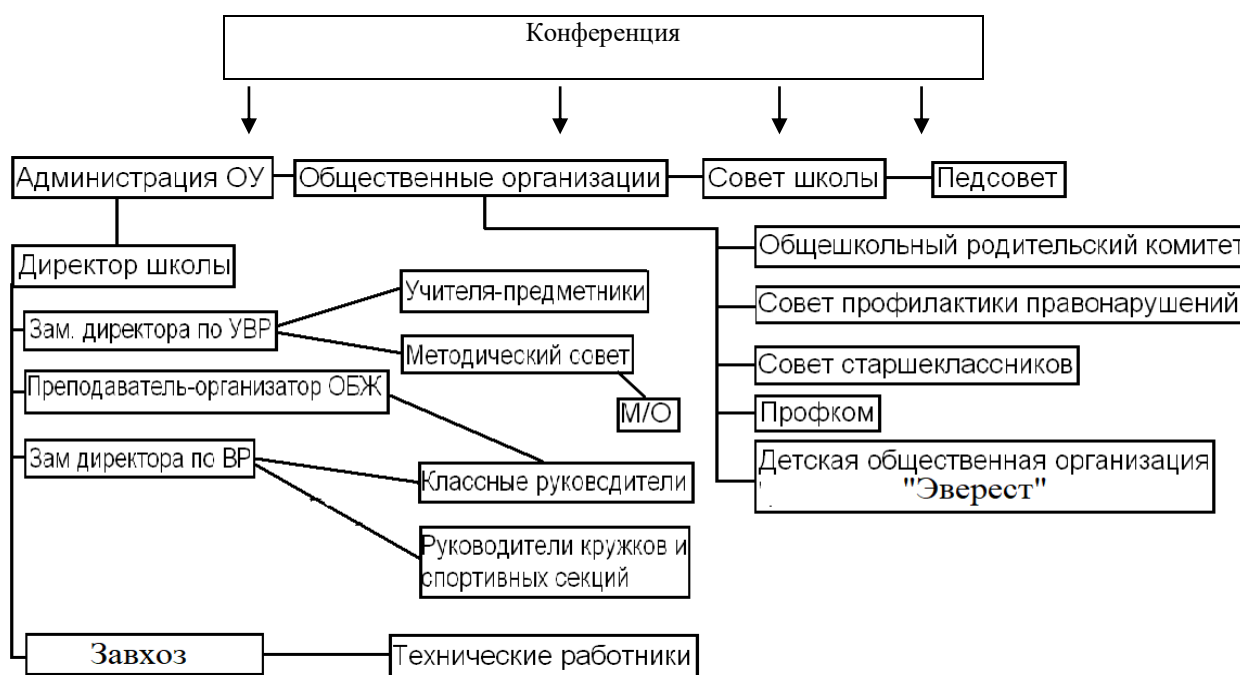 Конференция
Администрация ОУ
Общественные организации
Совет школы
Педсовет
Директор школы
Зам. директора по УВР
Преподаватель-организатор ОБЖ
Зам директора по ВР
Завхоз
Учителя-предметники
Методический совет
М/О
Классные руководители
Руководители кружков и
спортивных секций
Технические работники
Общешкольный родительский комитет
Совет профилактики правонарушений
Совет старшеклассников
Профком
Детская общественная организация
"Эверест"